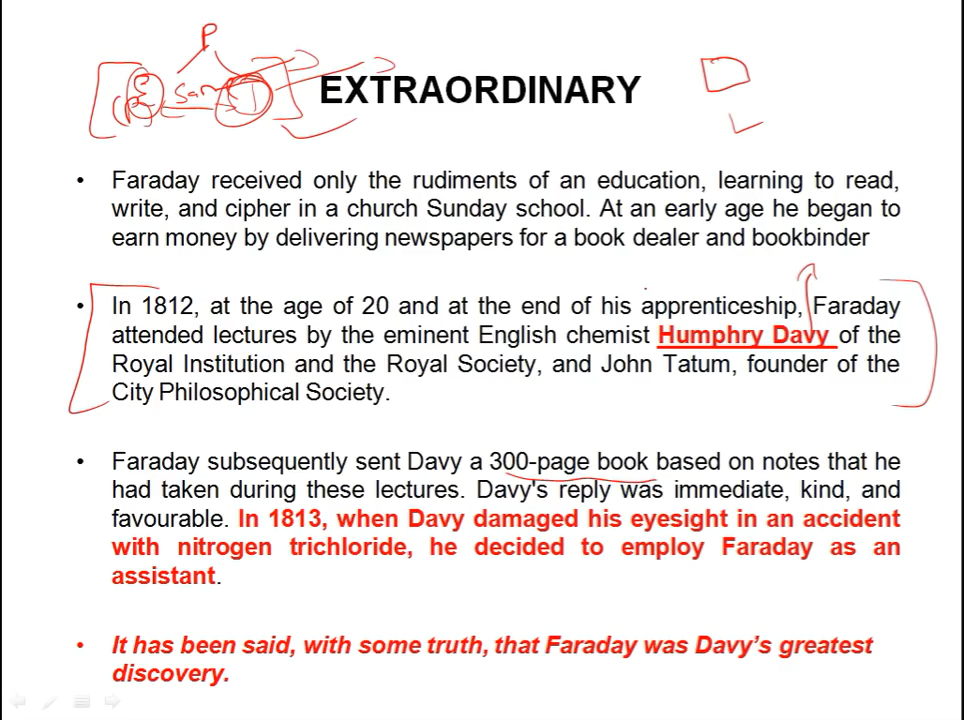 P
EXTRAORDINARY
• Faraday received only the rudiments of an education, learning to read,
write, and cipher in a church Sunday school. At an early age he began to
earn money by delivering newspapers for a book dealer and bookbinder
• In 1812, at the age of 20 and at the end of his apprenticeship, Faraday
attended lectures by the eminent English chemist Humphry Davy of the
Royal Institution and the Royal Society, and John Tatum, founder of the
City Philosophical Society.
• Faraday subsequently sent Davy a 300-page book based on notes that he
had taken during these lectures. Davy's reply was immediate, kind, and
favourable. In 1813, when Davy damaged his eyesight in an accident
with nitrogen trichloride, he decided to employ Faraday as an
assistant.
• It has been said, with some truth, that Faraday was Davy’s greatest
discovery.